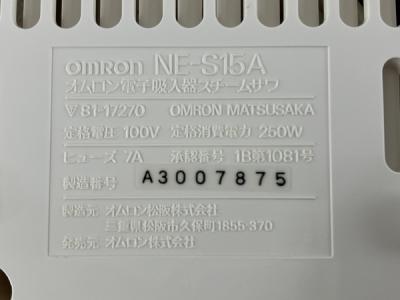 OMRON NE-S15A
オムロン電子吸入器スチームサワ
▽81-17270 OMRON MATSUSAKA
定格電圧 100V 定格消費電力 250W
ヒューズ 7A 承認番号 1B第1081号
製造番号 A3007875
製造元 オムロン松阪株式会社
三重県松阪市久保町1855-370
発売元 オムロン株式会社